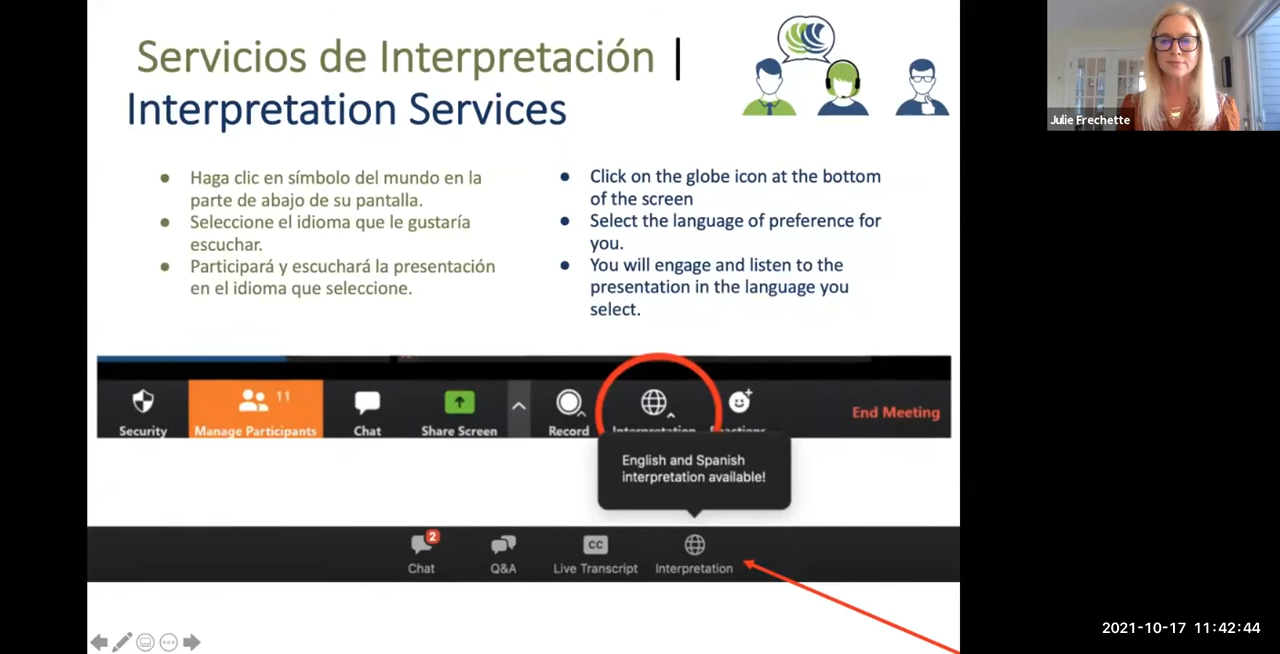 Servicios de Interpretación |
Interpretation Services
Haga clic en símbolo del mundo en la
parte de abajo de su pantalla.
Seleccione el idioma que le gustaría
escuchar.
Participará y escuchará la presentación
en el idioma que seleccione.
Click on the globe icon at the bottom
of the screen
Select the language of preference for
you.
You will engage and listen to the
presentation in the language you
select.
Julie Frechette
11
Security
Manage Participants
Chat
Share Screen
Record
Interpretation
Reactions
End Meeting
English and Spanish
interpretation available!
2
Chat
Q&A
CC
Live Transcript
Interpretation
2021-10-17 11:42:44